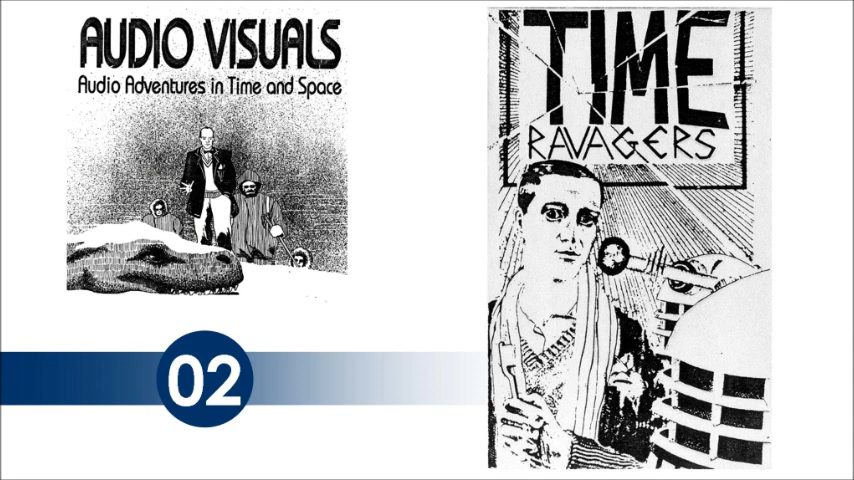 AUDIO VISUALS
Audio Adventures in Time and Space
TIME
RAVAGERS
02